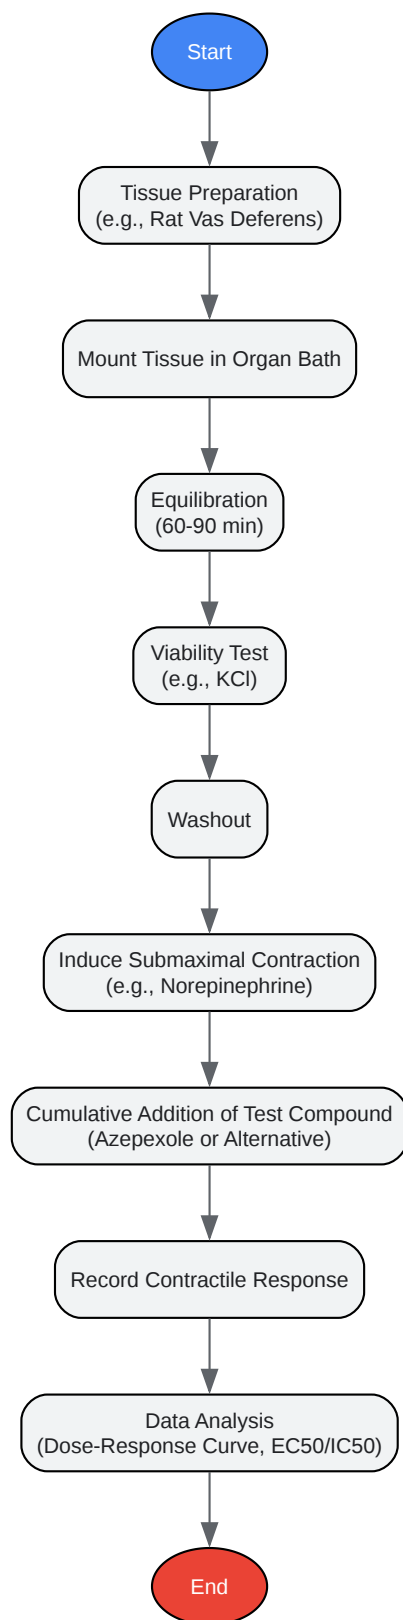 Start
Tissue Preparation
(e.g., Rat Vas Deferens)
Mount Tissue in Organ Bath
Equilibration
(60-90 min)
Viability Test
(e.g., KCl)
Washout
Induce Submaximal Contraction
(e.g., Norepinephrine)
Cumulative Addition of Test Compound
(Azepexole or Alternative)
Record Contractile Response
Data Analysis
(Dose-Response Curve, EC50/IC50)
End